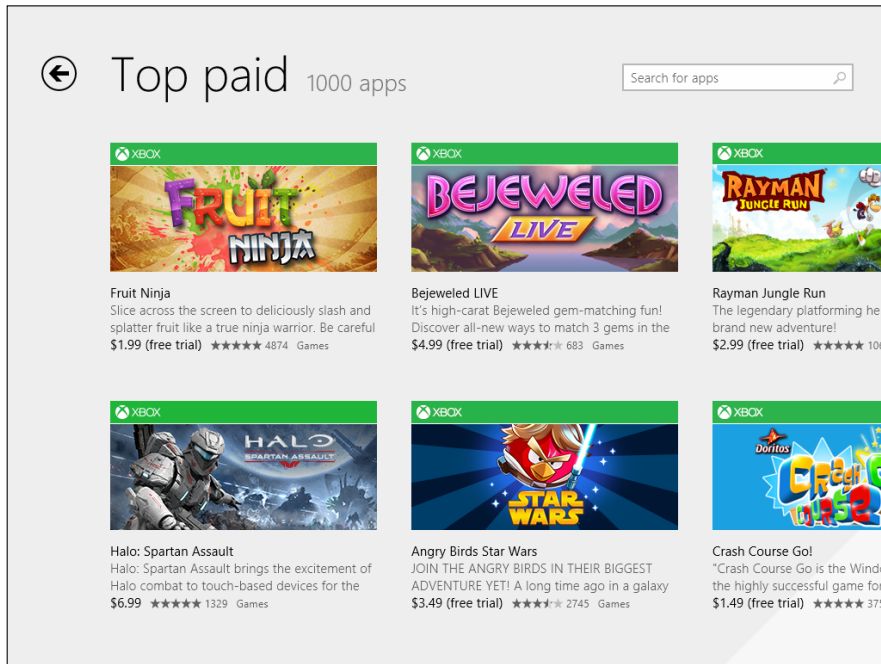 Top paid 1000 apps
Search for apps
XBOX
FRUIT
NINJA
Fruit Ninja
Slice across the screen to deliciously slash and
splatter fruit like a true ninja warrior. Be careful
$1.99 (free trial) ★★★★★ 4874 Games
XBOX
BEJEWELED
LIVE
Bejeweled LIVE
It's high-carat Bejeweled gem-matching fun!
Discover all-new ways to match 3 gems in the
$4.99 (free trial) 683 Games
XBOX
RAYMAN
JUNGLE RUN
Rayman Jungle Run
The legendary platforming he
brand new adventure!
$2.99 (free trial) ★★★★★ 106
XBOX
HALO
SPARTAN ASSAULT
Halo: Spartan Assault
Halo: Spartan Assault brings the excitement of
Halo combat to touch-based devices for the
$6.99 ★★★★★ 1329 Games
XBOX
STAR
WARS
Angry Birds Star Wars
JOIN THE ANGRY BIRDS IN THEIR BIGGEST
ADVENTURE YET! A long time ago in a galaxy
$3.49 (free trial) 2745 Games
XBOX
Doritos
Crash
Crash Course Go!
"Crash Course Go is the Windo
the highly successful game for
$1.49 (free trial) ★★★★★ 375